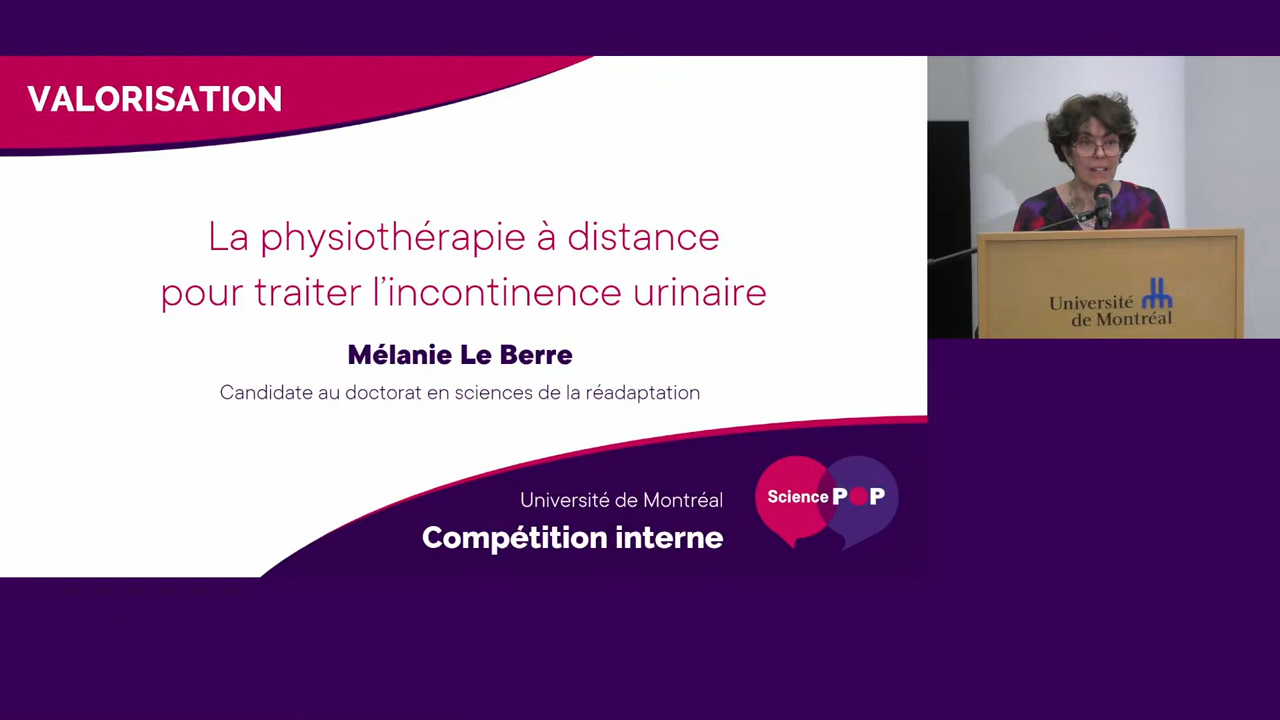 VALORISATION
La physiothérapie à distance
pour traiter l'incontinence urinaire
Mélanie Le Berre
Candidate au doctorat en sciences de la réadaptation
Université de Montréal
Compétition interne
Science POP
Université
de Montréal